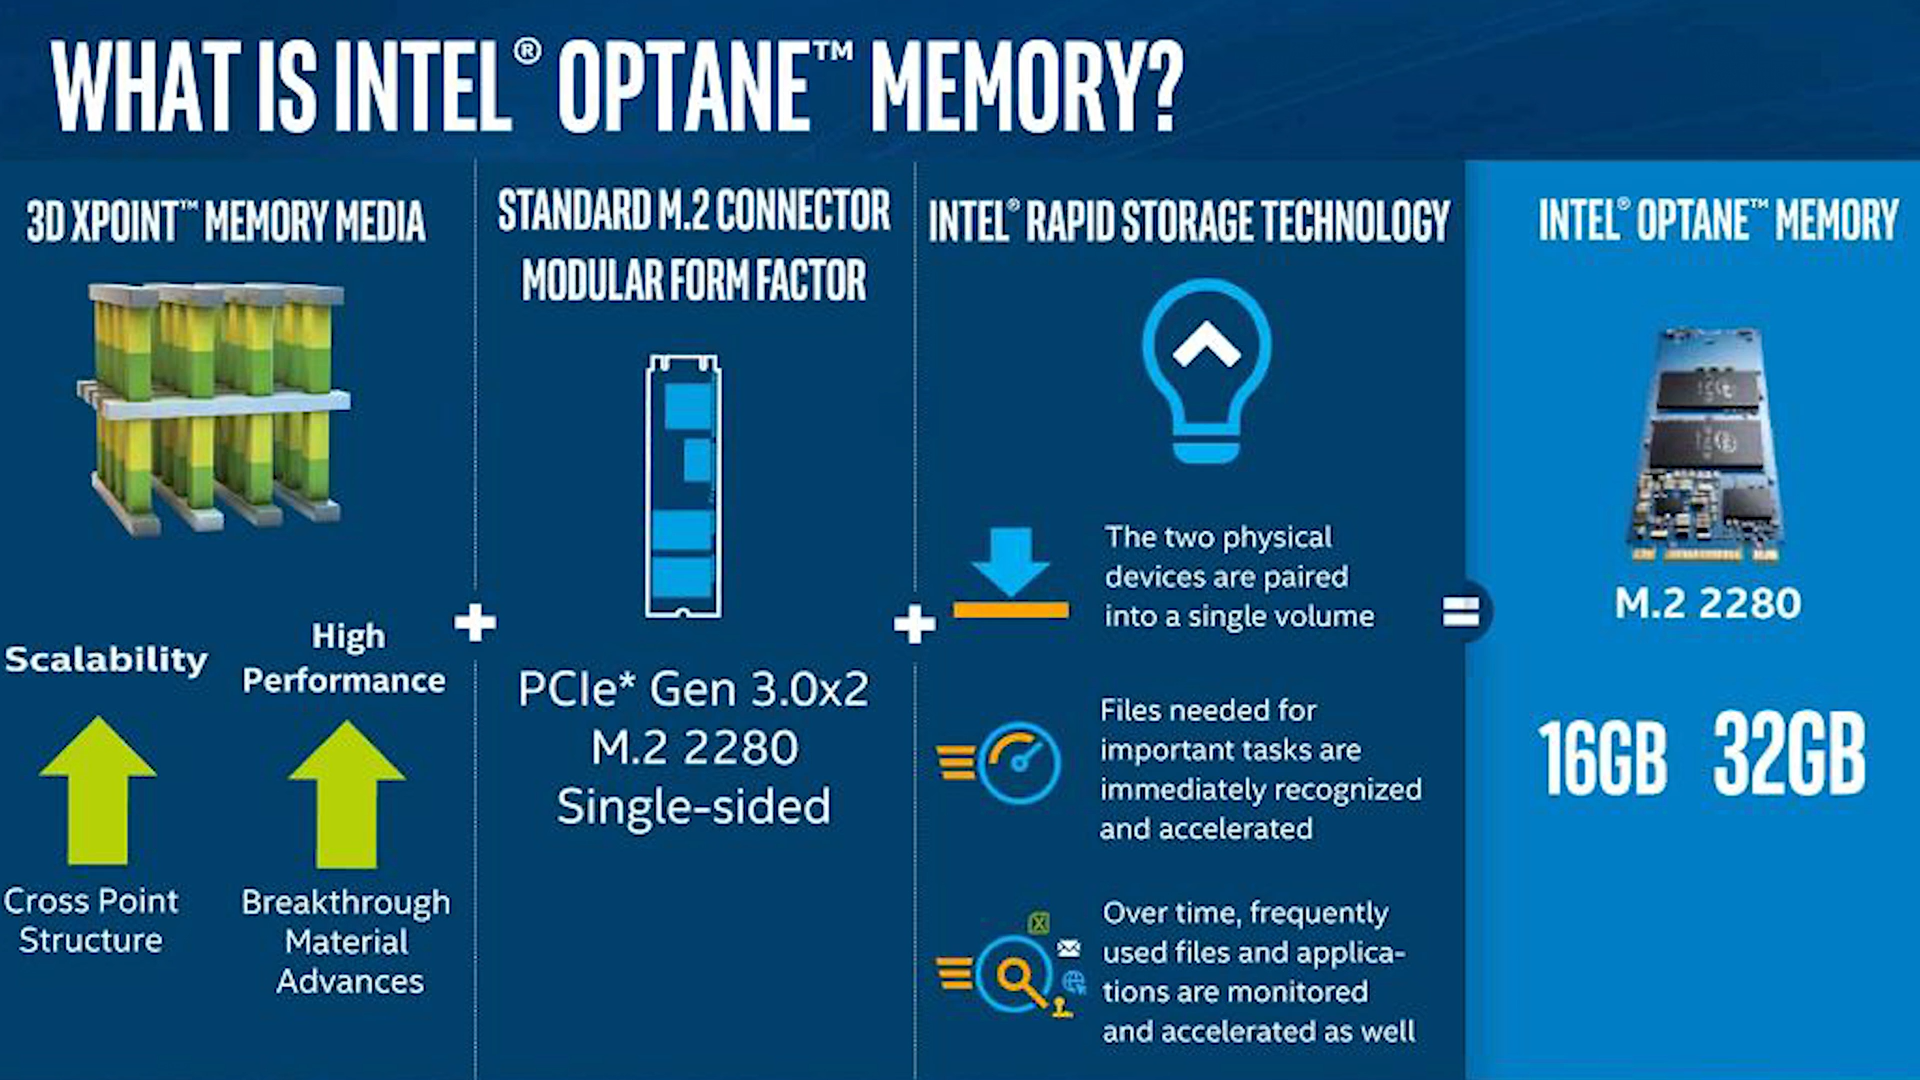 WHAT IS INTEL® OPTANE™ MEMORY?
3D XPOINT™ MEMORY MEDIA
Scalability
High
Performance
Cross Point
Structure
Breakthrough
Material
Advances
+
STANDARD M.2 CONNECTOR
MODULAR FORM FACTOR
PCIe* Gen 3.0x2
M.2 2280
Single-sided
+
INTEL® RAPID STORAGE TECHNOLOGY
The two physical
devices are paired
into a single volume
Files needed for
important tasks are
immediately recognized
and accelerated
Over time, frequently
used files and applica-
tions are monitored
and accelerated as well
=
INTEL® OPTANE™ MEMORY
M.2 2280
16GB 32GB